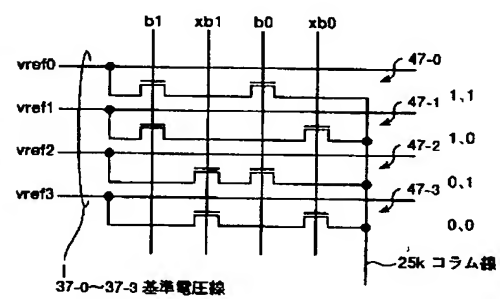 b1 xb1 b0 xb0
vref0 47-0
1,1
vref1 47-1
1,0
vref2 47-2
0,1
vref3 47-3
0,0
25k コラム線
37-0〜37-3 基準電圧線